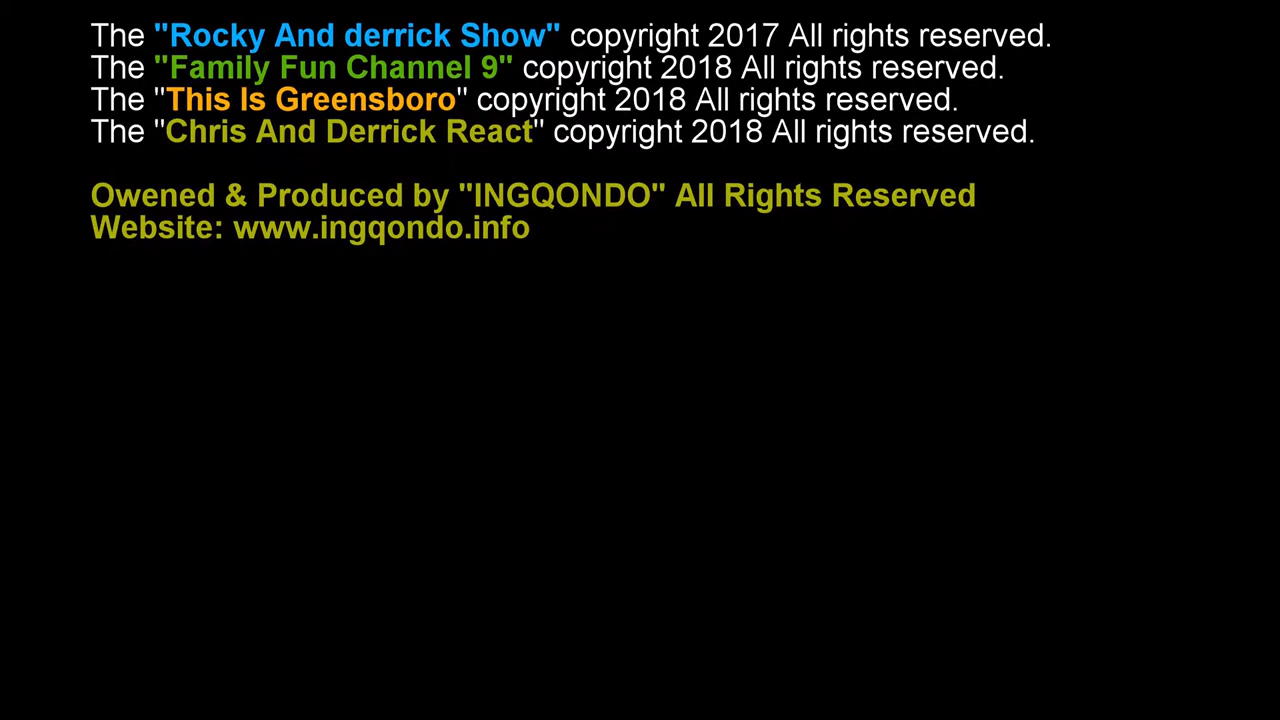 The "Rocky And derrick Show" copyright 2017 All rights reserved.
The "Family Fun Channel 9" copyright 2018 All rights reserved.
The "This Is Greensboro" copyright 2018 All rights reserved.
The "Chris And Derrick React" copyright 2018 All rights reserved.
Owened & Produced by "INGQONDO" All Rights Reserved
Website: www.ingqondo.info